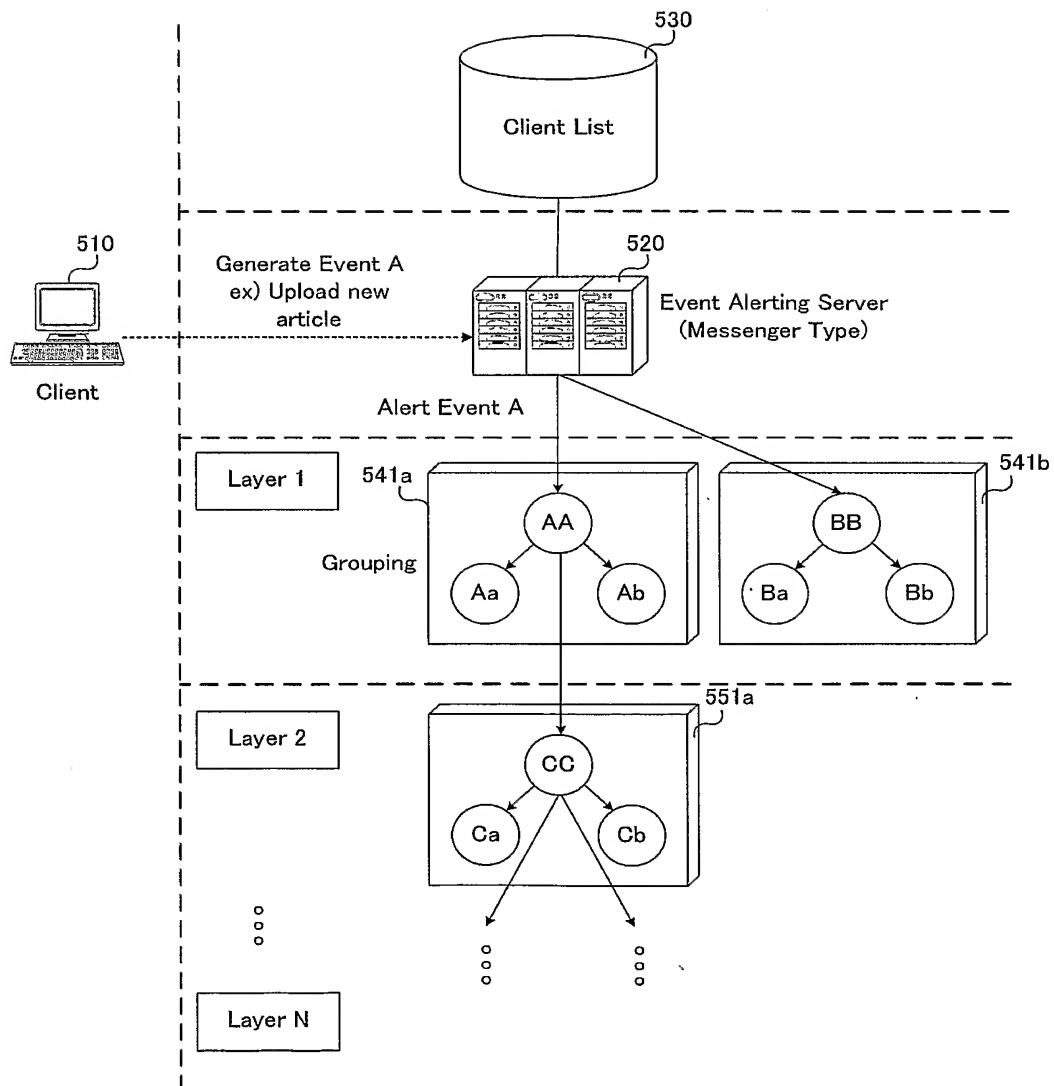 530
Client List
510
Generate Event A
ex) Upload new
article
520
Event Alerting Server
(Messenger Type)
Client
Alert Event A
Layer 1
541a
541b
AA
BB
Grouping
Aa
Ab
Ba
Bb
551a
Layer 2
CC
Ca
Cb
Layer N